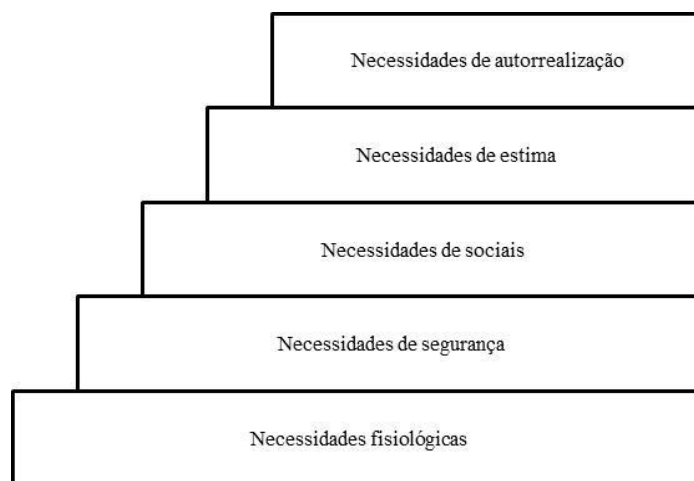 Necessidades de autorrealização
Necessidades de estima
Necessidades de sociais
Necessidades de segurança
Necessidades fisiológicas